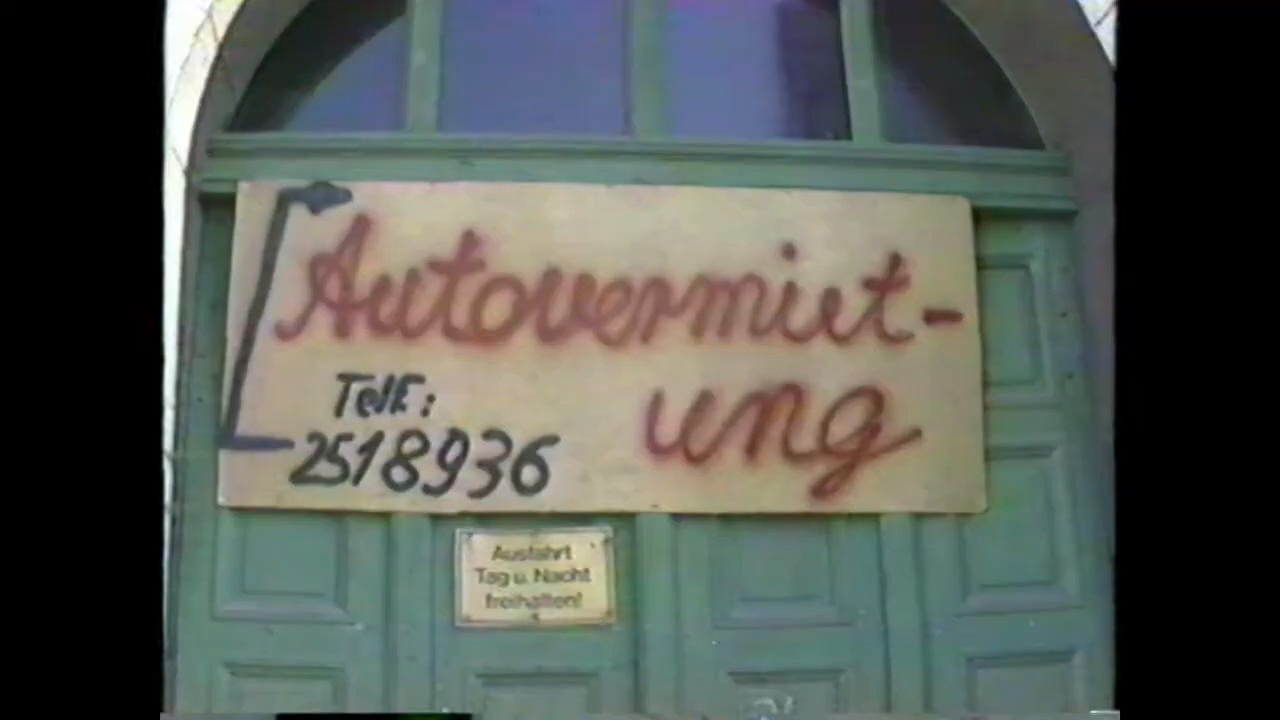 Autovermiet-
ung
Telf.:
2518936
Ausfahrt
Tag u. Nacht
freihalten!